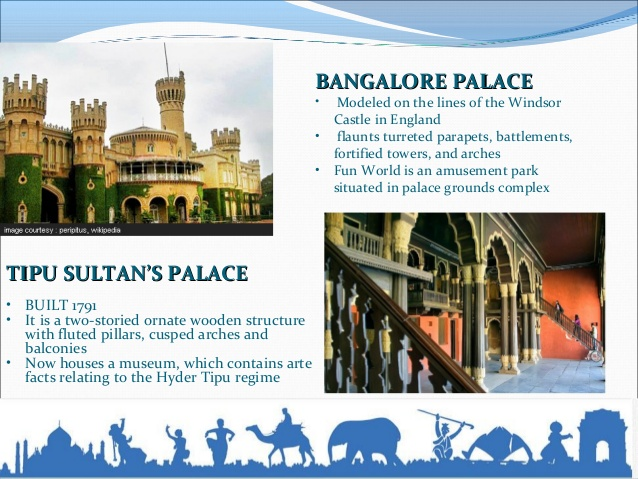 BANGALORE PALACE
• Modeled on the lines of the Windsor
Castle in England
• flaunts turreted parapets, battlements,
fortified towers, and arches
• Fun World is an amusement park
situated in palace grounds complex
image courtesy : peripitus, wikipedia
TIPU SULTAN’S PALACE
• BUILT 1791
• It is a two-storied ornate wooden structure
with fluted pillars, cusped arches and
balconies
• Now houses a museum, which contains arte
facts relating to the Hyder Tipu regime